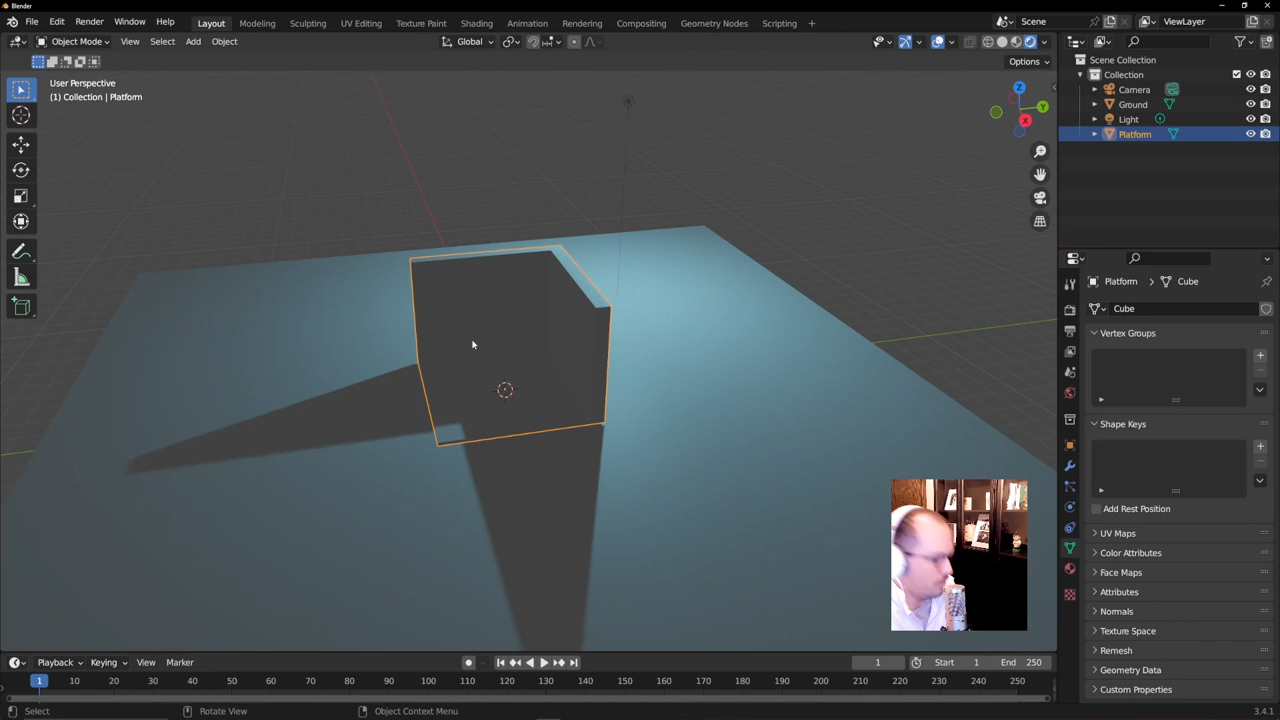 Blender
File Edit Render Window Help Layout Modeling Sculpting UV Editing Texture Paint Shading Animation Rendering Compositing Geometry Nodes Scripting + Scene ViewLayer
Object Mode View Select Add Object Global
Options
User Perspective
(1) Collection | Platform
Z
Y
X
Scene Collection
Collection
Camera
Ground
Light
Platform
Platform > Cube
Cube
Vertex Groups
Shape Keys
Add Rest Position
UV Maps
Color Attributes
Face Maps
Attributes
Normals
Texture Space
Remesh
Geometry Data
Custom Properties
Playback Keying View Marker 1 Start 1 End 250
1 10 20 30 40 50 60 70 80 90 100 110 120 130 140 150 160 170 180 190 200 210 220 230 240 250
Select Rotate View Object Context Menu 3.4.1